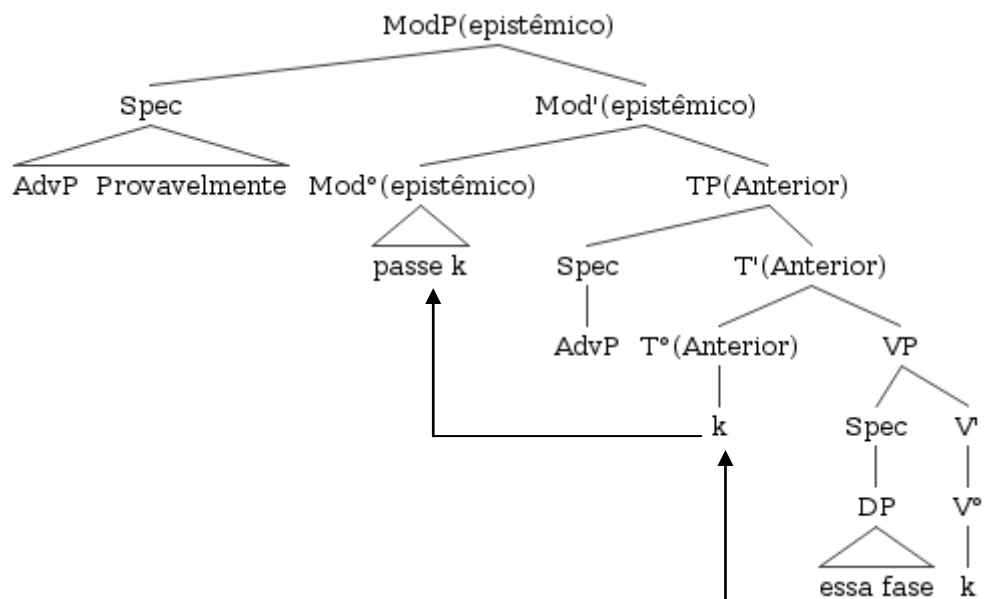 ModP(epistêmico)
Spec Mod'(epistêmico)
AdvP Provavelmente Mod°(epistêmico) TP(Anterior)
passe k Spec T'(Anterior)
AdvP T°(Anterior) VP
k Spec V'
DP V°
essa fase k